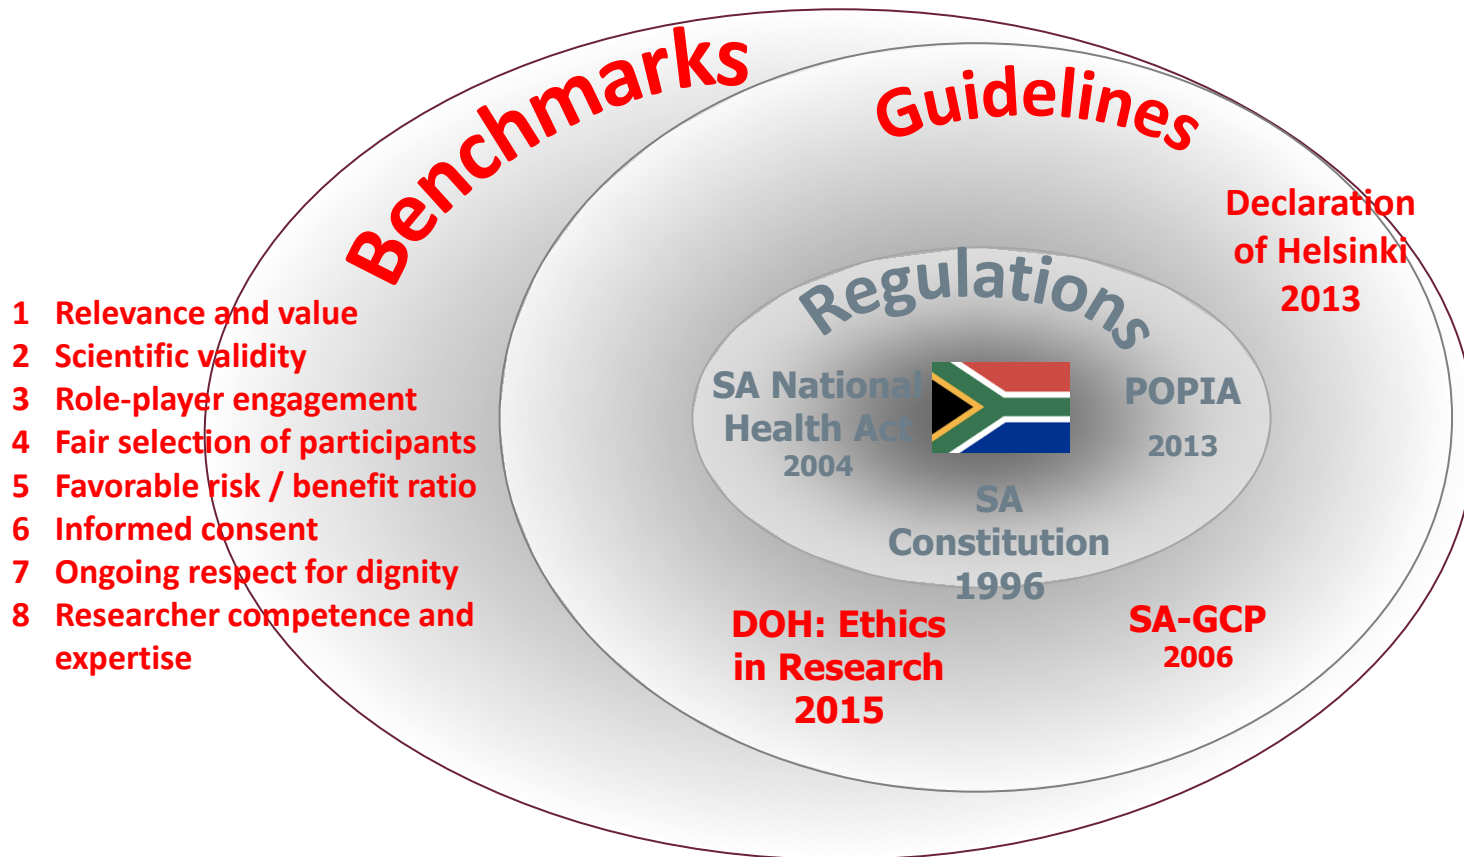 Benchmarks
Guidelines
Declaration
of Helsinki
2013
Regulations
SA National
Health Act
2004
POPIA
2013
SA
Constitution
1996
DOH: Ethics
in Research
2015
SA-GCP
2006
1 Relevance and value
2 Scientific validity
3 Role-player engagement
4 Fair selection of participants
5 Favorable risk / benefit ratio
6 Informed consent
7 Ongoing respect for dignity
8 Researcher competence and
expertise